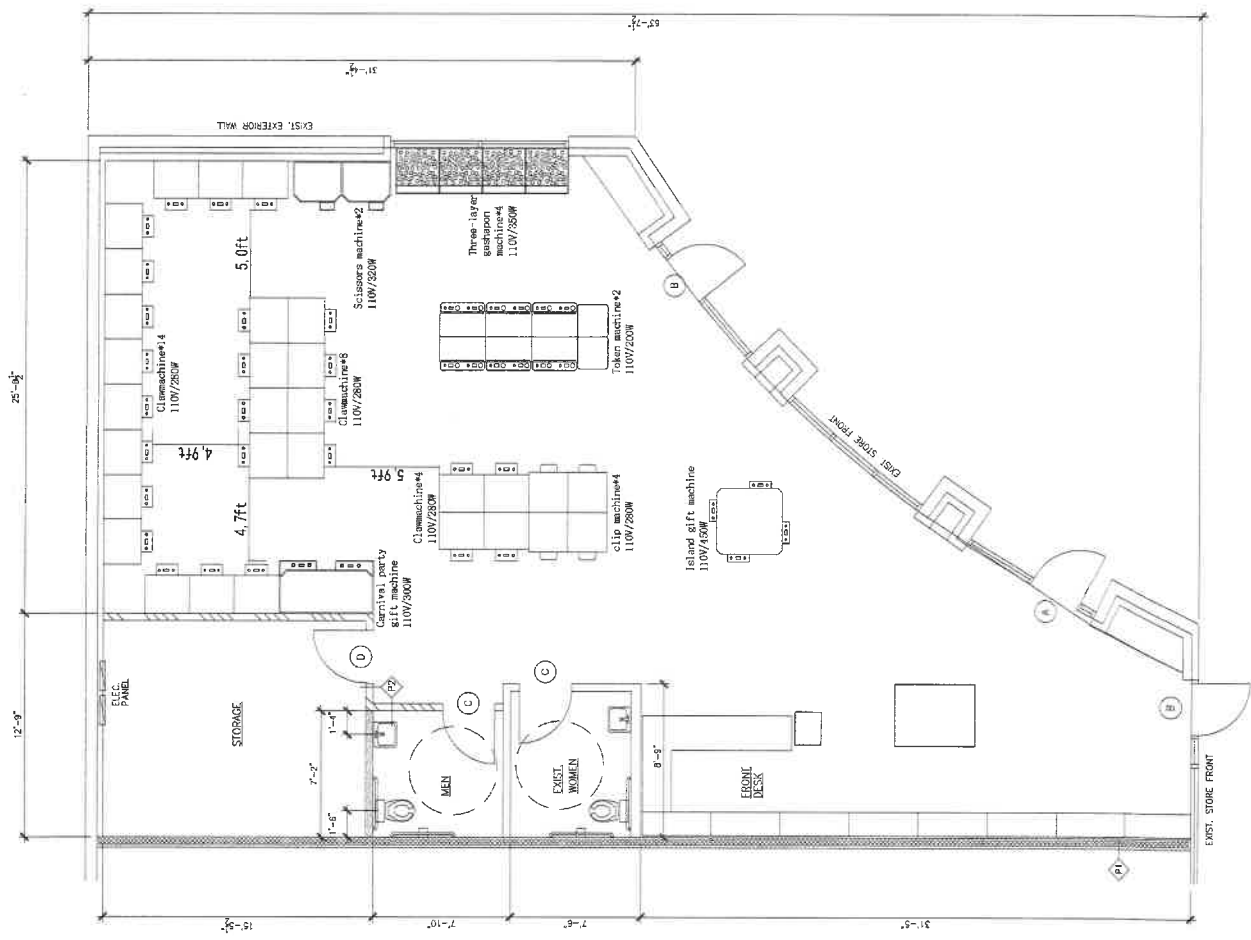 63'-7½"
31'-4½"
EXIST. EXTERIOR WALL
25'-8½"
12'-9"
Clawmachine*14
110V/280W
5,0ft
Scissors machine*2
110V/320W
Three-layer
gashapon
machine*4
110V/350W
B
4,9ft
Clawmachine*8
110V/280W
Token machine*2
110V/200W
4,7ft
5,9ft
Clawmachine*4
110V/280W
clip machine*4
110V/280W
EXIST STORE FRONT
Island gift machine
110V/450W
Carnival party
gift machine
110V/300W
ELEC.
PANEL
STORAGE
D
P2
C
C
A
1'-4"
7'-2"
1'-6"
MEN
EXIST.
WOMEN
8'-9"
FRONT
DESK
B
EXIST. STORE FRONT
P1
15'-5½"
7'-10"
7'-6"
31'-5"